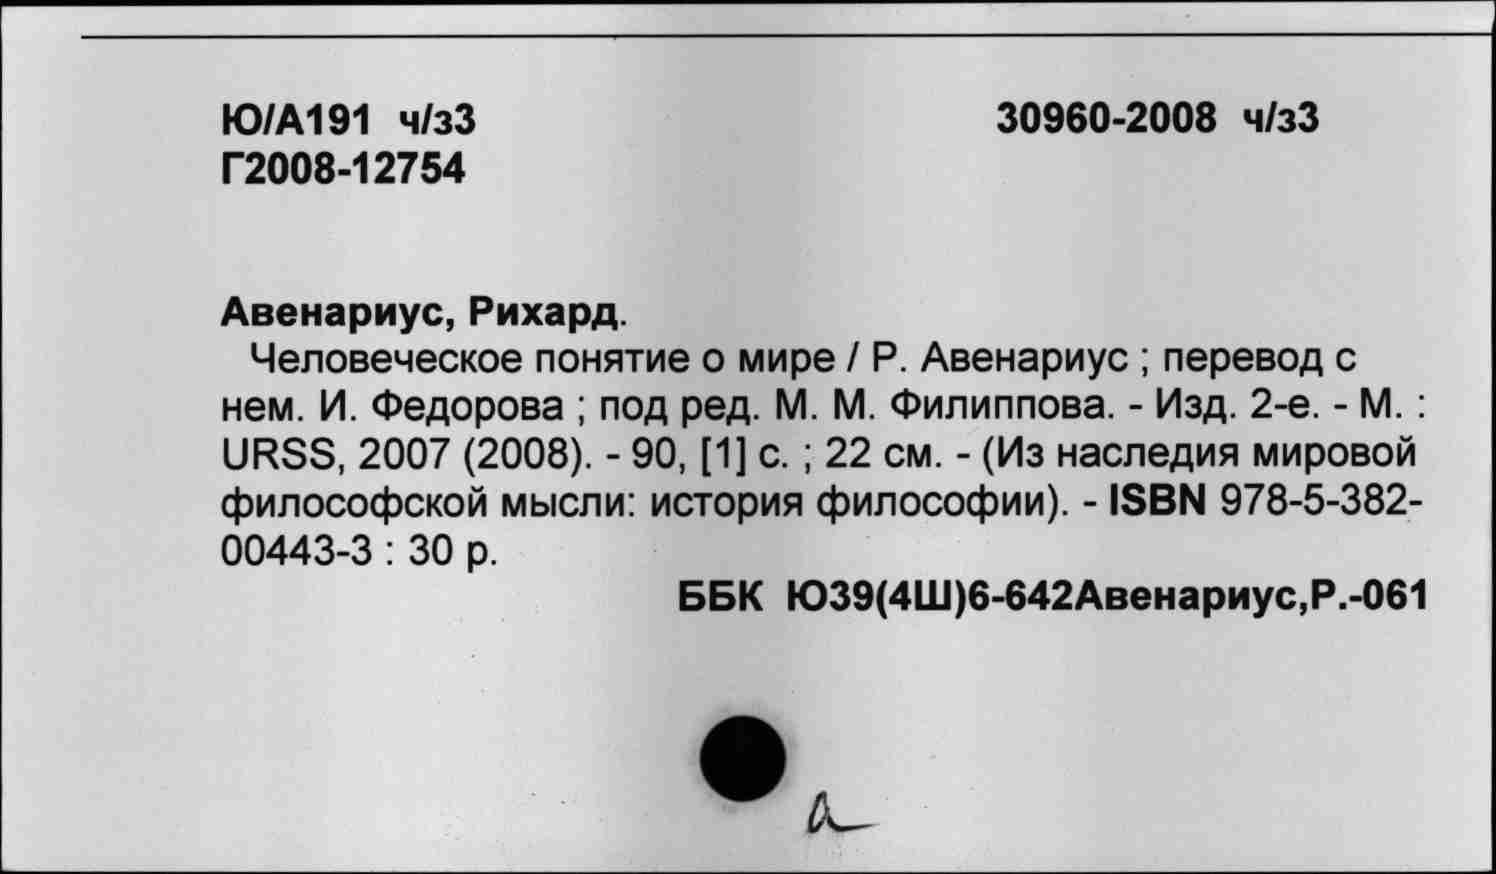 Ю/А191 ч/з3 30960-2008 ч/з3
Г2008-12754
Авенариус, Рихард.
Человеческое понятие о мире / Р. Авенариус ; перевод с
нем. И. Федорова ; под ред. М. М. Филиппова. - Изд. 2-е. - М. :
URSS, 2007 (2008). - 90, [1] с. ; 22 см. - (Из наследия мировой
философской мысли: история философии). - ISBN 978-5-382-
00443-3 : 30 р.
ББК Ю39(4Ш)6-642Авенариус,Р.-061
а